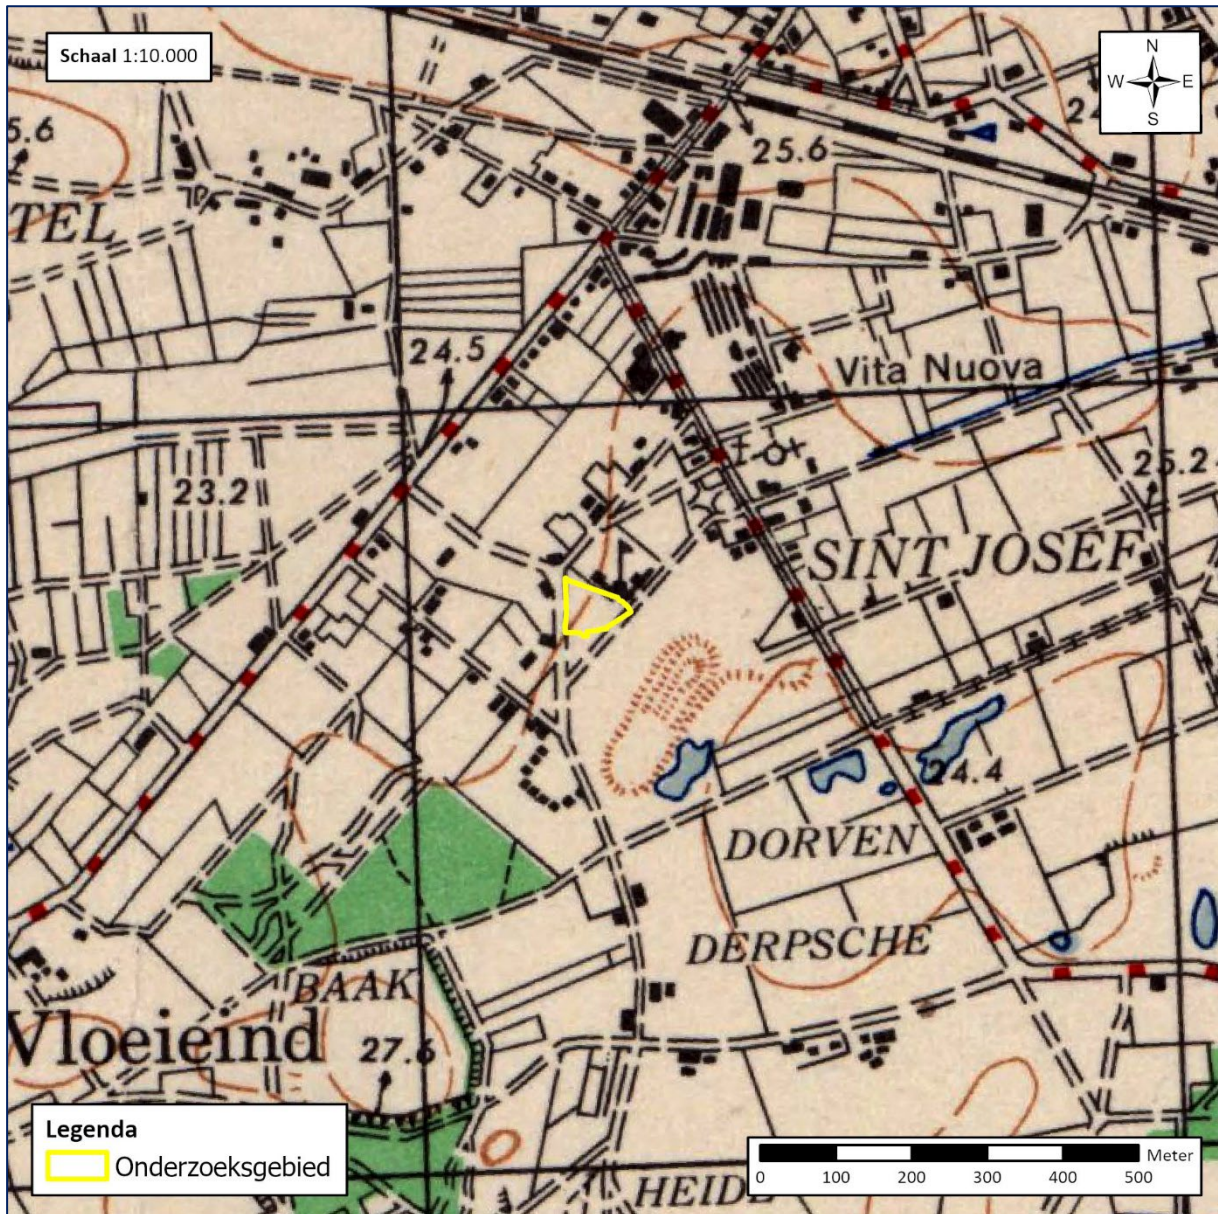 Schaal 1:10.000
N
W E
S
5.6
25.6
TEL
24.5
Vita Nuova
23.2
25.2
SINT JOSEF
24.4
DORVEN
DERPSCHE
BAAK
Vloeieind
27.6
HEIDE
Legenda
Onderzoeksgebied
Meter
0 100 200 300 400 500